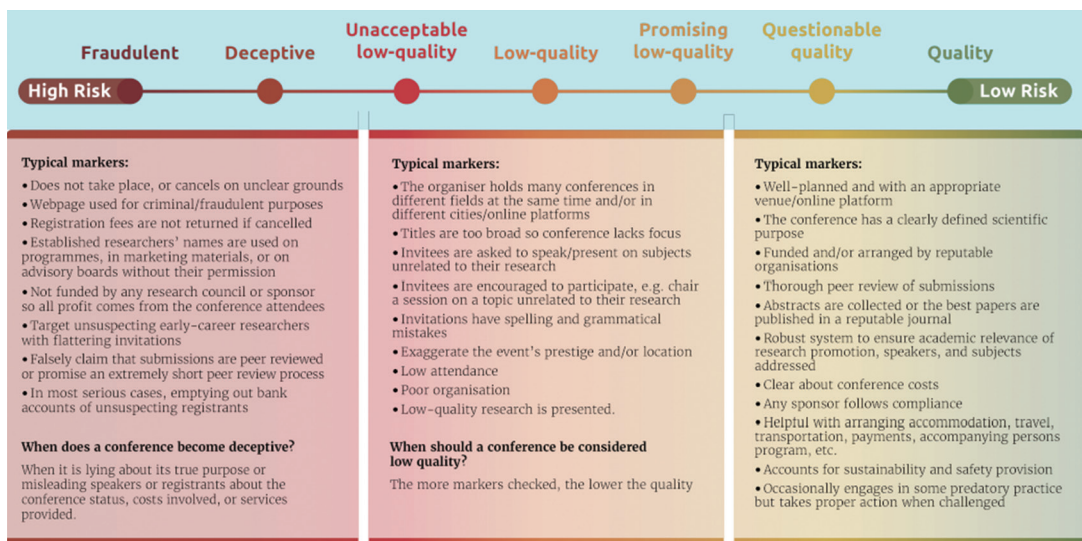 Fraudulent
Deceptive
Unacceptable
low-quality
Low-quality
Promising
low-quality
Questionable
quality
Quality
High Risk
Low Risk
Typical markers:
• Does not take place, or cancels on unclear grounds
• Webpage used for criminal/fraudulent purposes
• Registration fees are not returned if cancelled
• Established researchers’ names are used on
programmes, in marketing materials, or on
advisory boards without their permission
• Not funded by any research council or sponsor
so all profit comes from the conference attendees
• Target unsuspecting early-career researchers
with flattering invitations
• Falsely claim that submissions are peer reviewed
or promise an extremely short peer review process
• In most serious cases, emptying out bank
accounts of unsuspecting registrants
When does a conference become deceptive?
When it is lying about its true purpose or
misleading speakers or registrants about the
conference status, costs involved, or services
provided.
Typical markers:
• The organiser holds many conferences in
different fields at the same time and/or in
different cities/online platforms
• Titles are too broad so conference lacks focus
• Invitees are asked to speak/present on subjects
unrelated to their research
• Invitees are encouraged to participate, e.g. chair
a session on a topic unrelated to their research
• Invitations have spelling and grammatical
mistakes
• Exaggerate the event’s prestige and/or location
• Low attendance
• Poor organisation
• Low-quality research is presented.
When should a conference be considered
low quality?
The more markers checked, the lower the quality
Typical markers:
• Well-planned and with an appropriate
venue/online platform
• The conference has a clearly defined scientific
purpose
• Funded and/or arranged by reputable
organisations
• Thorough peer review of submissions
• Abstracts are collected or the best papers are
published in a reputable journal
• Robust system to ensure academic relevance of
research promotion, speakers, and subjects
addressed
• Clear about conference costs
• Any sponsor follows compliance
• Helpful with arranging accommodation, travel,
transportation, payments, accompanying persons
program, etc.
• Accounts for sustainability and safety provision
• Occasionally engages in some predatory practice
but takes proper action when challenged